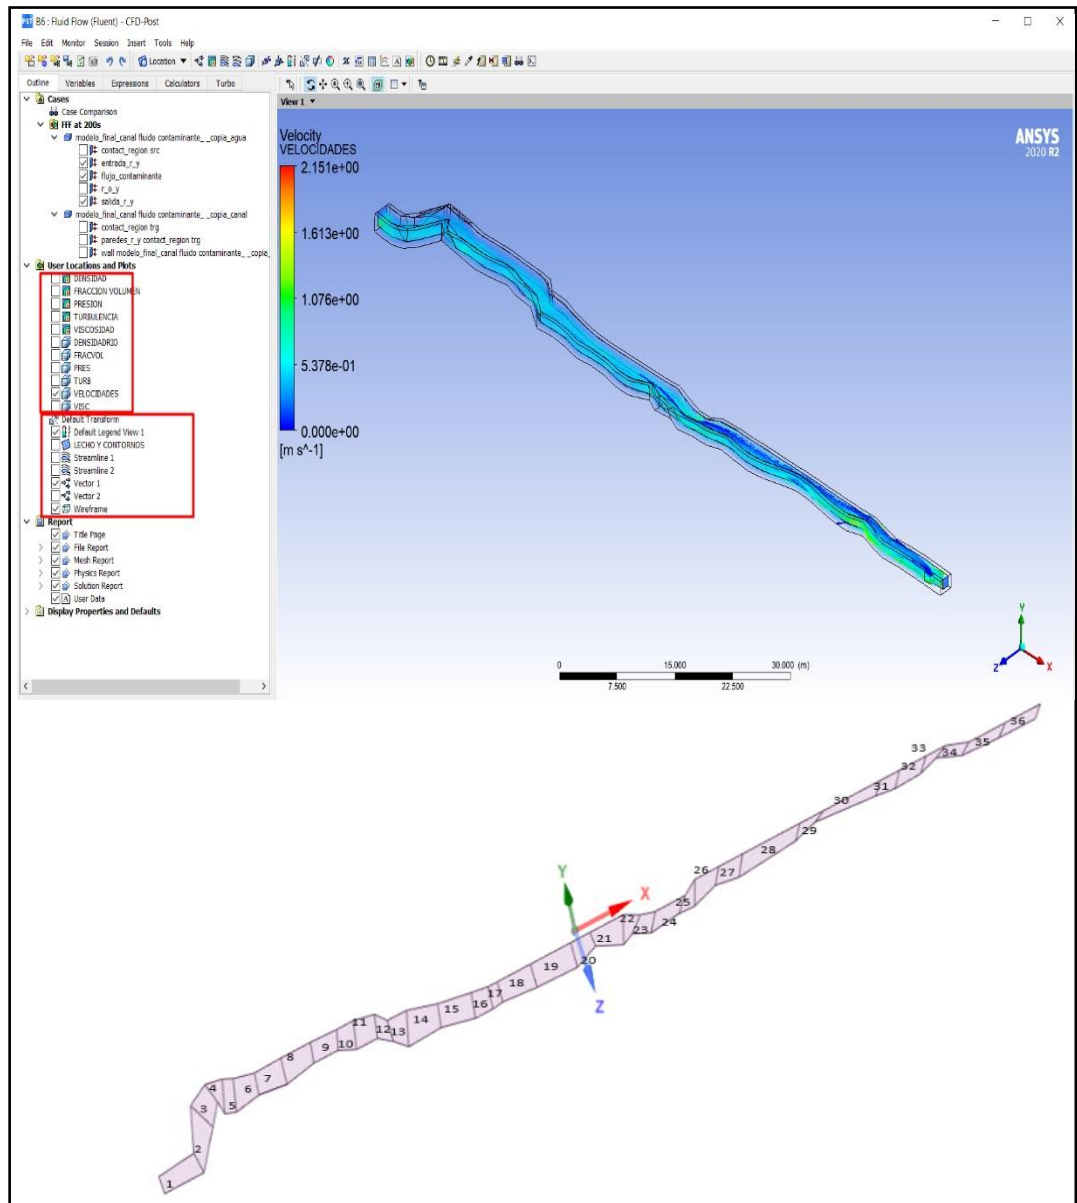 B6 : Fluid Flow (Fluent) - CFD-Post
File Edit Monitor Session Insert Tools Help
Location
Outline Variables Expressions Calculators Turbo
View 1
Cases
Case Comparison
FFF at 200s
modelo_final_canal fluido contaminante_ _copia_agua
contact_region src
entrada_r_y
flujo_contaminante
r_o_y
salida_r_y
modelo_final_canal fluido contaminante_ _copia_canal
contact_region trg
paredes_r_y contact_region trg
wall modelo_final_canal fluido contaminante_ _copia_
User Locations and Plots
DENSIDAD
FRACCION VOLUMEN
PRESION
TURBULENCIA
VISCOSIDAD
DENSIDADRIO
FRACVOL
PRES
TURB
VELOCIDADES
VISC
Default Transform
Default Legend View 1
LECHO Y CONTORNOS
Streamline 1
Streamline 2
Vector 1
Vector 2
Wireframe
Report
Title Page
File Report
Mesh Report
Physics Report
Solution Report
User Data
Display Properties and Defaults
Velocity
VELOCIDADES
2.151e+00
1.613e+00
1.076e+00
5.378e-01
0.000e+00
[m s^-1]
ANSYS
2020 R2
Y
Z
X
0 15.000 30.000 (m)
7.500 22.500
1
2
3
4
5
6
7
8
9
10
11
12
13
14
15
16
17
18
19
20
21
22
23
24
25
26
27
28
29
30
31
32
33
34
35
36
Y
X
Z